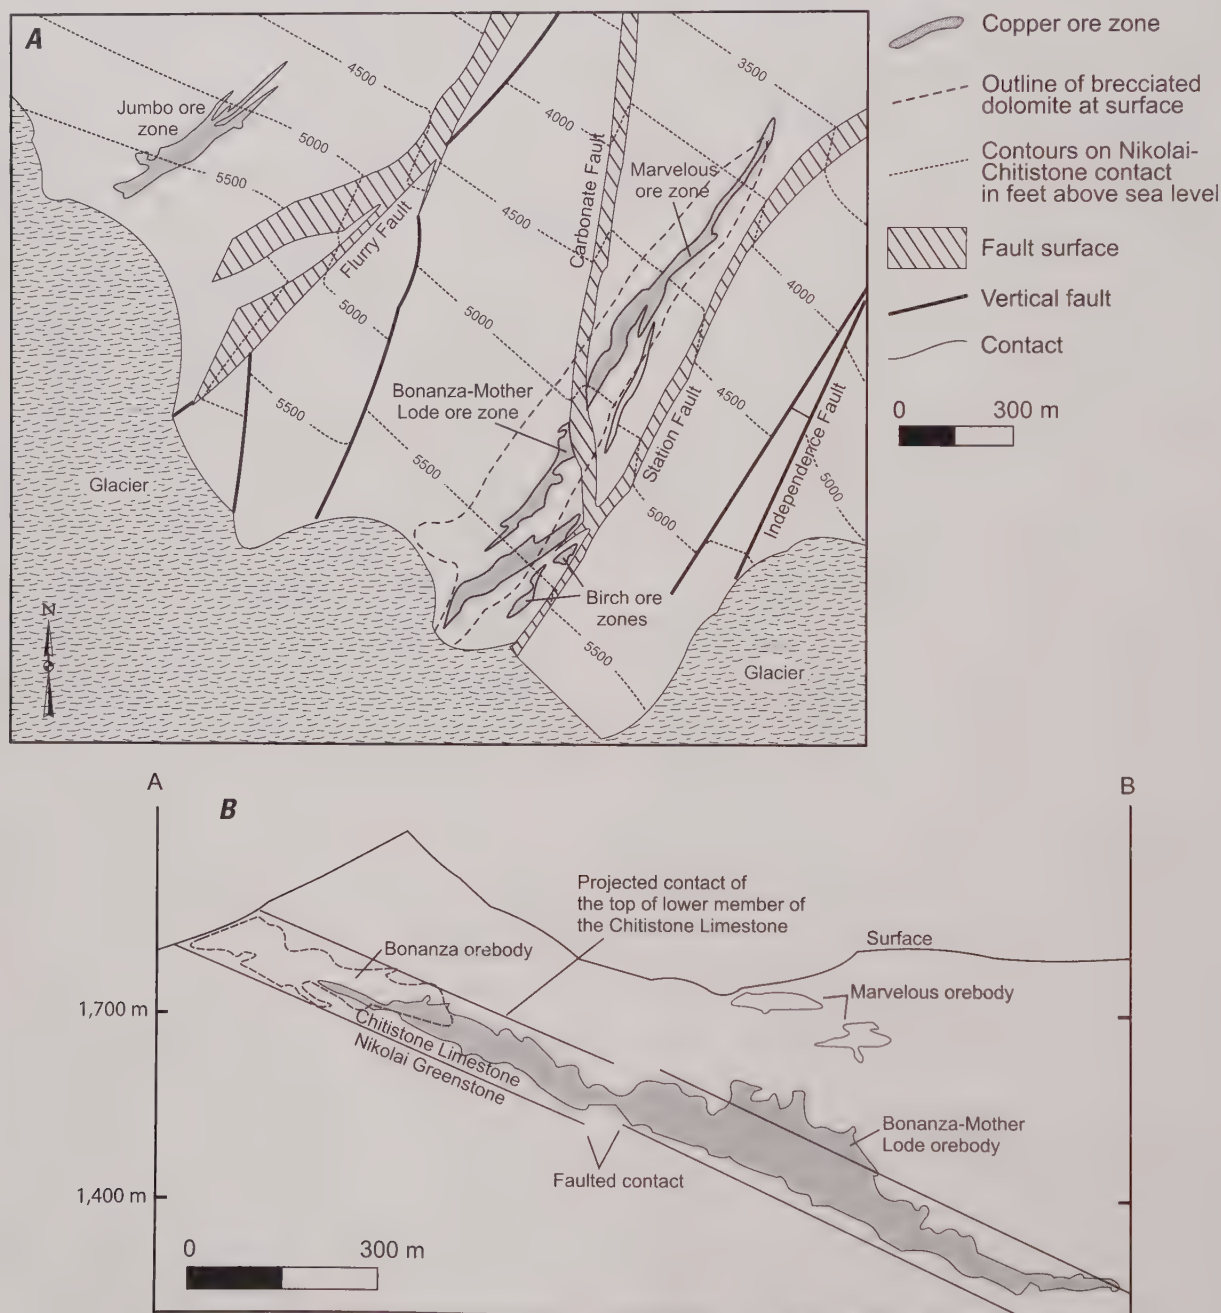 A
Jumbo ore
zone
4500
5000
5500
4000
3500
Marvelous
ore zone
Carbonate Fault
Flurry Fault
4500
5000
5000
4500
4000
5500
Bonanza-Mother
Lode ore zone
5500
4500
Station Fault
Independence Fault
5000
5000
Glacier
Birch ore
zones
5500
Glacier
N
Copper ore zone
Outline of brecciated
dolomite at surface
Contours on Nikolai-
Chitistone contact
in feet above sea level
Fault surface
Vertical fault
Contact
0 300 m
A
B
B
Projected contact of
the top of lower member of
the Chitistone Limestone
Surface
Bonanza orebody
Marvelous orebody
1,700 m
Chitistone Limestone
Nikolai Greenstone
Bonanza-Mother
Lode orebody
Faulted contact
1,400 m
0 300 m